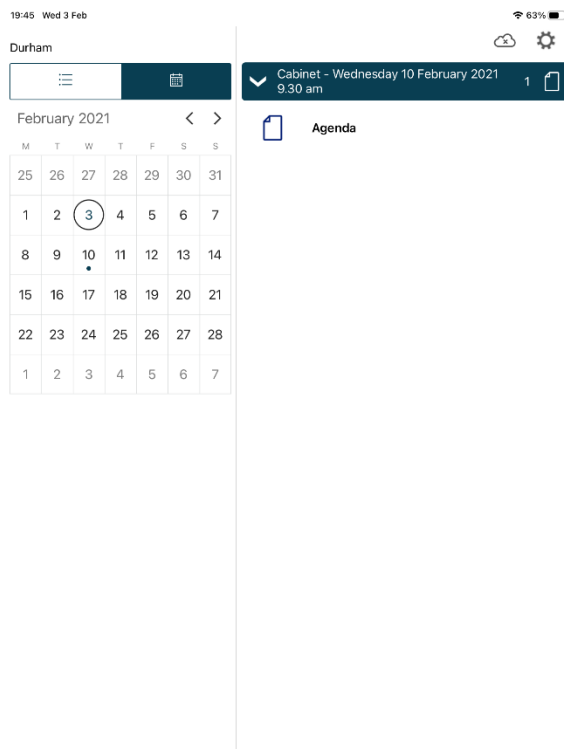 19:45 Wed 3 Feb
63%
Durham
February 2021
M T W T F S S
25 26 27 28 29 30 31
1 2 3 4 5 6 7
8 9 10 11 12 13 14
15 16 17 18 19 20 21
22 23 24 25 26 27 28
1 2 3 4 5 6 7
Cabinet - Wednesday 10 February 2021
9.30 am
1
Agenda